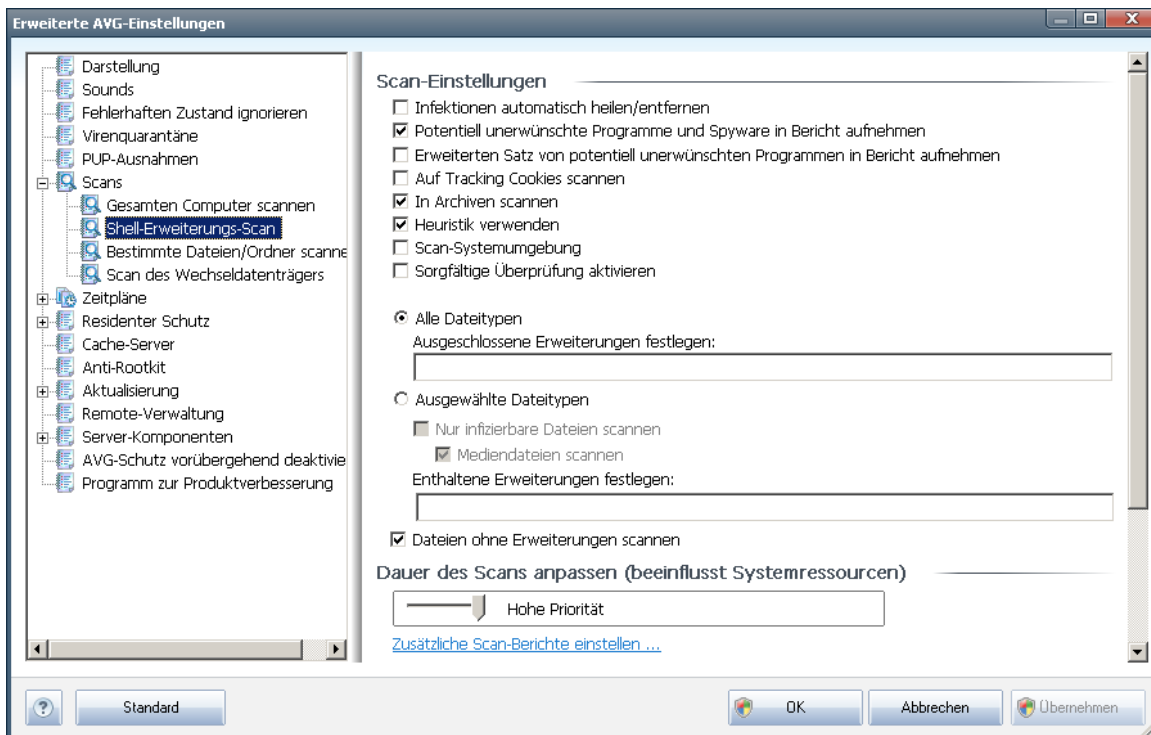 Erweiterte AVG-Einstellungen
Darstellung
Sounds
Fehlerhaften Zustand ignorieren
Virenquarantäne
PUP-Ausnahmen
Scans
Gesamten Computer scannen
Shell-Erweiterungs-Scan
Bestimmte Dateien/Ordner scanne
Scan des Wechseldatenträgers
Zeitpläne
Residenter Schutz
Cache-Server
Anti-Rootkit
Aktualisierung
Remote-Verwaltung
Server-Komponenten
AVG-Schutz vorübergehend deaktivie
Programm zur Produktverbesserung
Scan-Einstellungen
Infektionen automatisch heilen/entfernen
Potentiell unerwünschte Programme und Spyware in Bericht aufnehmen
Erweiterten Satz von potentiell unerwünschten Programmen in Bericht aufnehmen
Auf Tracking Cookies scannen
In Archiven scannen
Heuristik verwenden
Scan-Systemumgebung
Sorgfältige Überprüfung aktivieren
Alle Dateitypen
Ausgeschlossene Erweiterungen festlegen:
Ausgewählte Dateitypen
Nur infizierbare Dateien scannen
Mediendateien scannen
Enthaltene Erweiterungen festlegen:
Dateien ohne Erweiterungen scannen
Dauer des Scans anpassen (beeinflusst Systemressourcen)
Hohe Priorität
Zusätzliche Scan-Berichte einstellen ...
? Standard OK Abbrechen Übernehmen